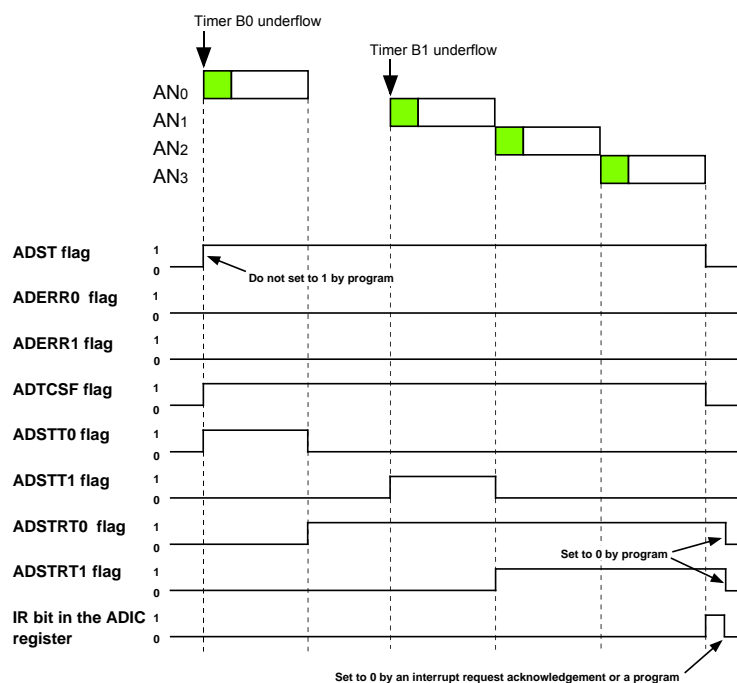 Timer B0 underflow
Timer B1 underflow
AN0
AN1
AN2
AN3
ADST flag
1
0
Do not set to 1 by program
ADERR0 flag
1
0
ADERR1 flag
1
0
ADTCSF flag
1
0
ADSTT0 flag
1
0
ADSTT1 flag
1
0
ADSTRT0 flag
1
0
Set to 0 by program
ADSTRT1 flag
1
0
IR bit in the ADIC
register
1
0
Set to 0 by an interrupt request acknowledgement or a program